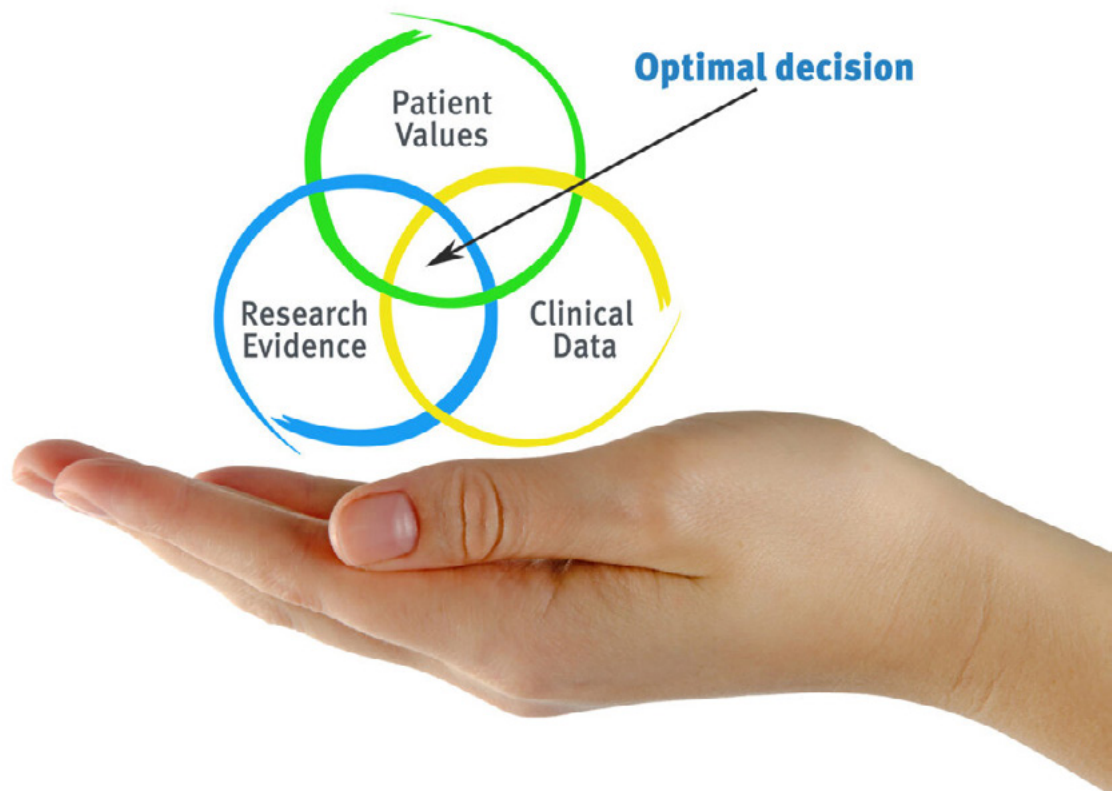 Optimal decision
Patient
Values
Research
Evidence
Clinical
Data